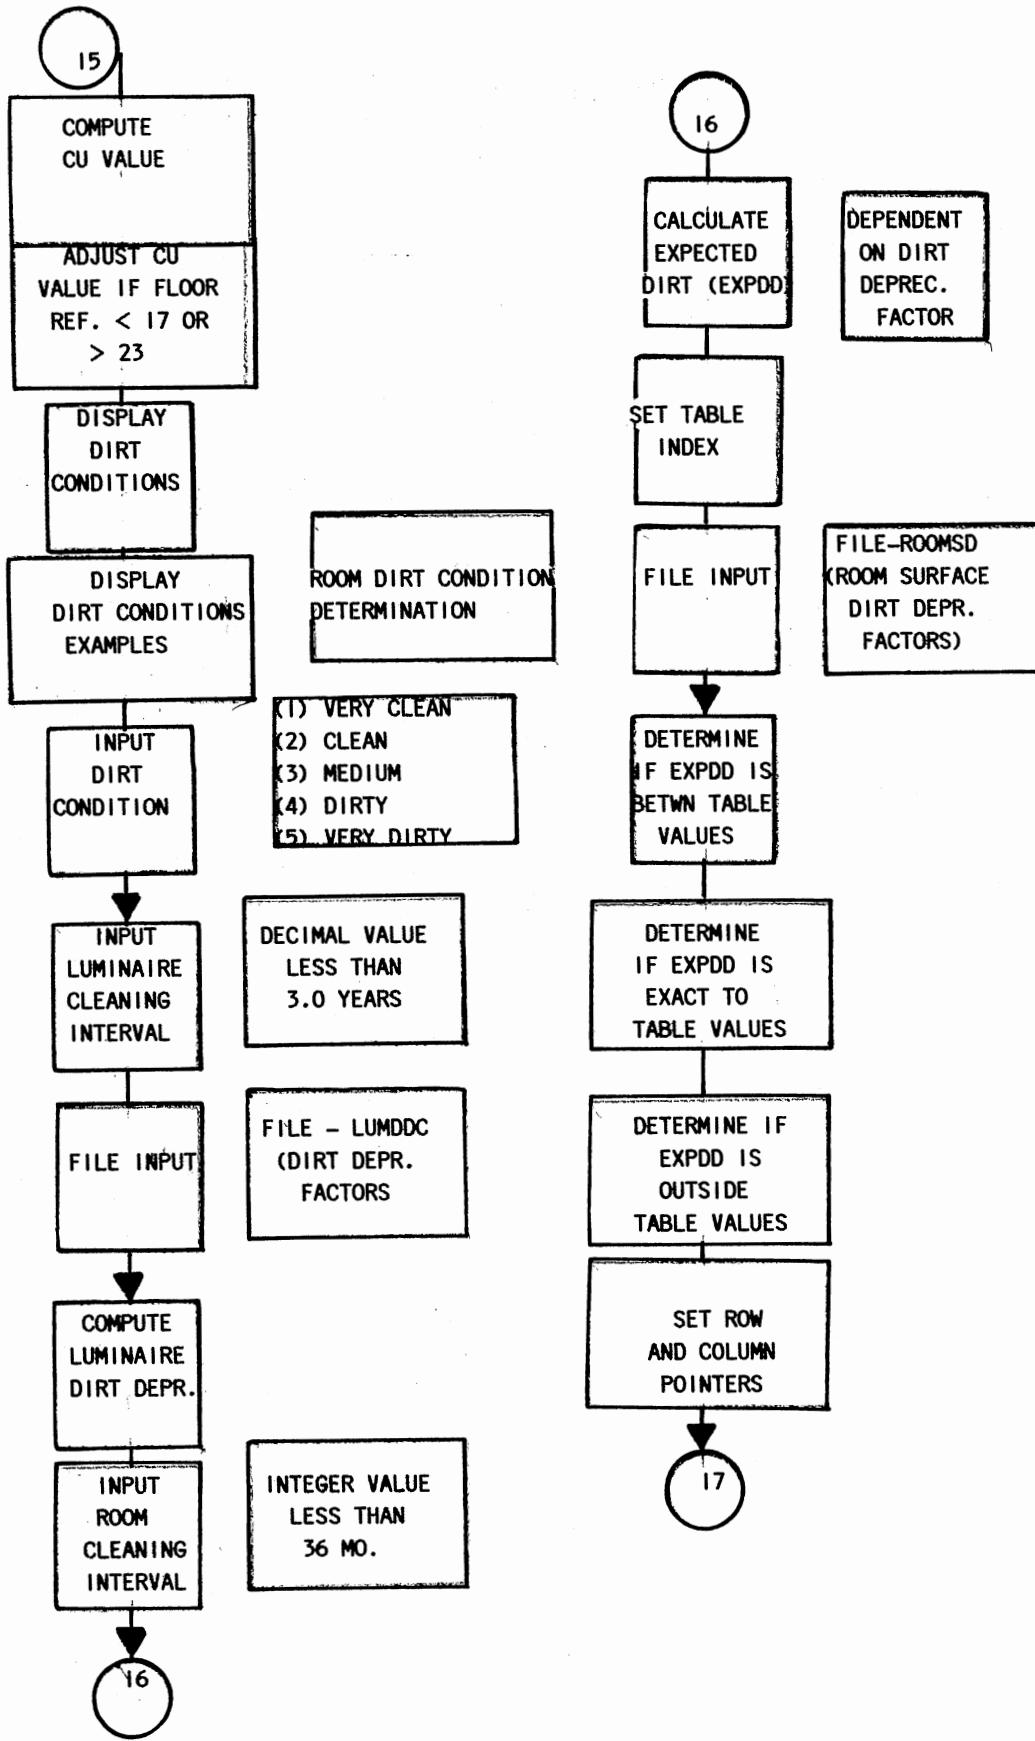 15
COMPUTE
CU VALUE
ADJUST CU
VALUE IF FLOOR
REF. < 17 OR
> 23
DISPLAY
DIRT
CONDITIONS
DISPLAY
DIRT CONDITIONS
EXAMPLES
ROOM DIRT CONDITION
DETERMINATION
INPUT
DIRT
CONDITION
(1) VERY CLEAN
(2) CLEAN
(3) MEDIUM
(4) DIRTY
(5) VERY DIRTY
INPUT
LUMINAIRE
CLEANING
INTERVAL
DECIMAL VALUE
LESS THAN
3.0 YEARS
FILE INPUT
FILE - LUMDDC
(DIRT DEPR.
FACTORS
COMPUTE
LUMINAIRE
DIRT DEPR.
INPUT
ROOM
CLEANING
INTERVAL
INTEGER VALUE
LESS THAN
36 MO.
16
16
CALCULATE
EXPECTED
DIRT (EXPDD)
DEPENDENT
ON DIRT
DEPREC.
FACTOR
SET TABLE
INDEX
FILE INPUT
FILE-ROOMSD
(ROOM SURFACE
DIRT DEPR.
FACTORS)
DETERMINE
IF EXPDD IS
BETWN TABLE
VALUES
DETERMINE
IF EXPDD IS
EXACT TO
TABLE VALUES
DETERMINE IF
EXPDD IS
OUTSIDE
TABLE VALUES
SET ROW
AND COLUMN
POINTERS
17